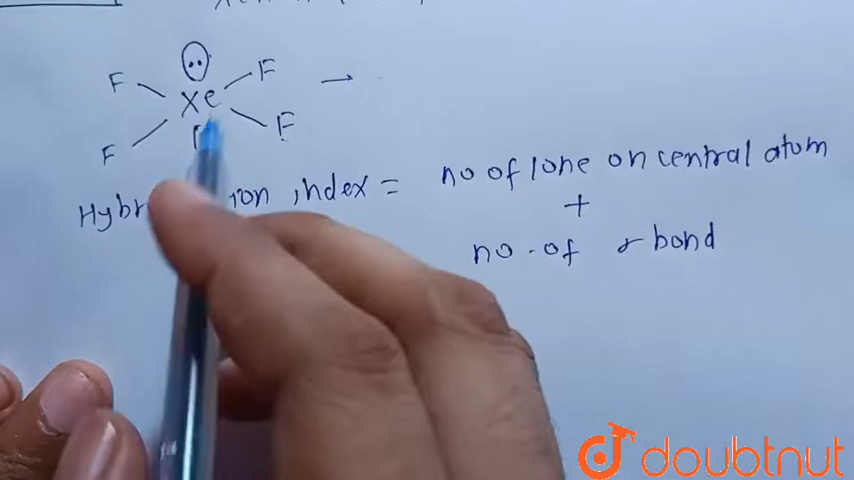 F F
Xe
F F
Hybr ion index = no of lone on central atom
+
no. of σ bond
doubtnut